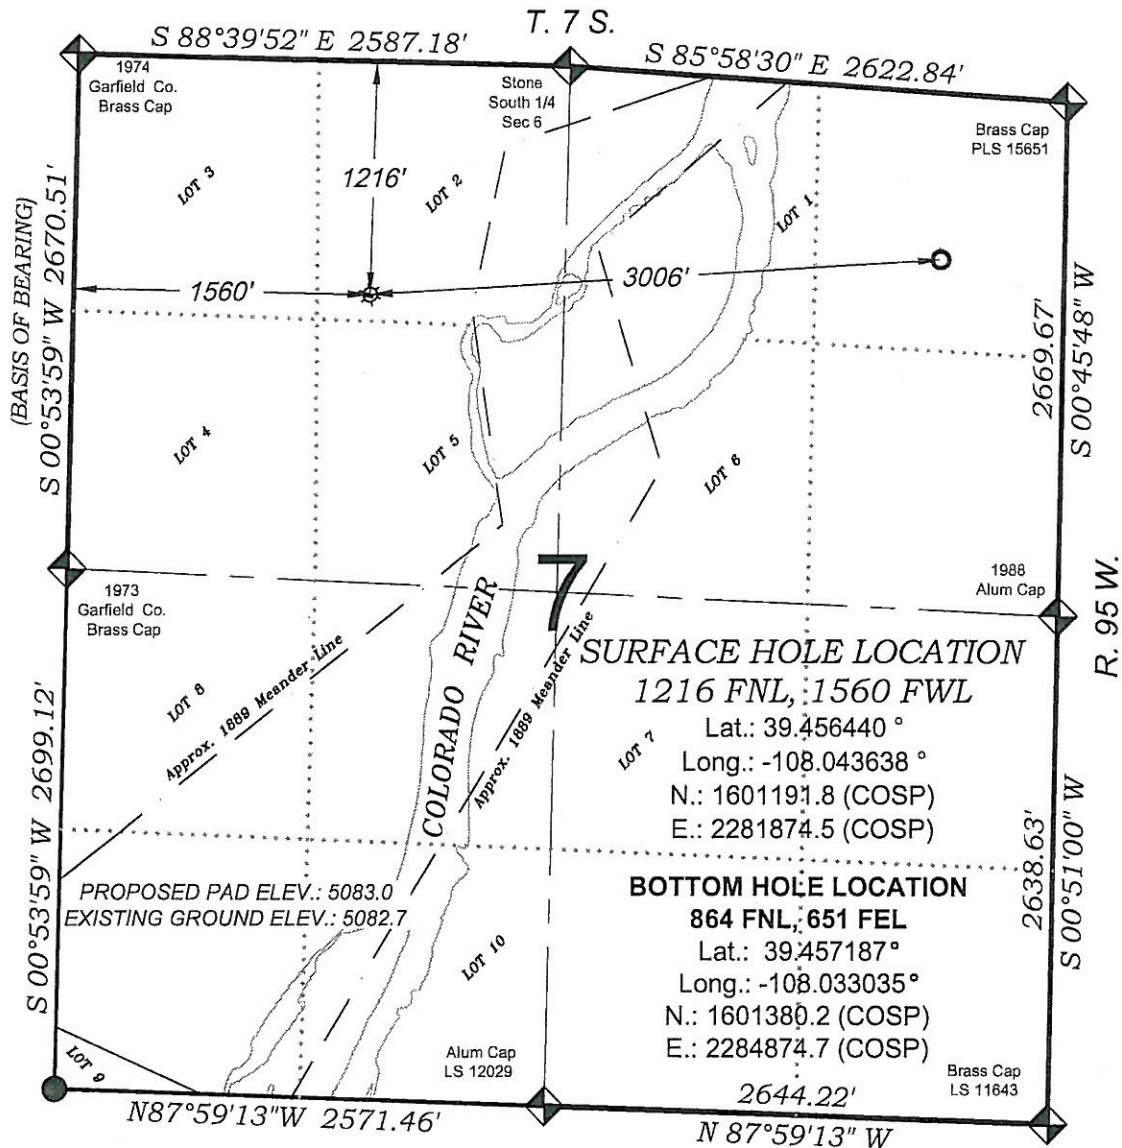 T. 7 S.
S 88°39'52" E 2587.18'
S 85°58'30" E 2622.84'
1974
Garfield Co.
Brass Cap
Stone
South 1/4
Sec 6
Brass Cap
PLS 15651
LOT 3
1216'
LOT 2
LOT 1
(BASIS OF BEARING)
S 00°53'59" W 2670.51'
1560'
3006'
2669.67'
S 00°45'48" W
LOT 4
LOT 5
LOT 6
7
1973
Garfield Co.
Brass Cap
1988
Alum Cap
R. 95 W.
COLORADO RIVER
LOT 8
Approx. 1889 Meander Line
Approx. 1889 Meander Line
LOT 7
SURFACE HOLE LOCATION
1216 FNL, 1560 FWL
Lat.: 39.456440 °
Long.: -108.043638 °
N.: 1601191.8 (COSP)
E.: 2281874.5 (COSP)
S 00°53'59" W 2699.12'
2638.63'
S 00°51'00" W
PROPOSED PAD ELEV.: 5083.0
EXISTING GROUND ELEV.: 5082.7
BOTTOM HOLE LOCATION
864 FNL, 651 FEL
Lat.: 39.457187°
Long.: -108.033035°
N.: 1601380.2 (COSP)
E.: 2284874.7 (COSP)
LOT 10
LOT 9
Alum Cap
LS 12029
Brass Cap
LS 11643
N87°59'13"W 2571.46'
2644.22'
N 87°59'13" W